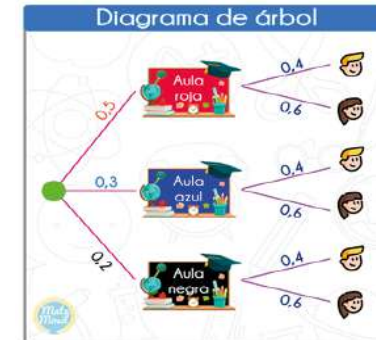 Diagrama de árbol
0,5
Aula
roja
0,4
0,6
0,3
Aula
azul
0,4
0,6
0,2
Aula
negra
0,4
0,6
Mate
Móvil